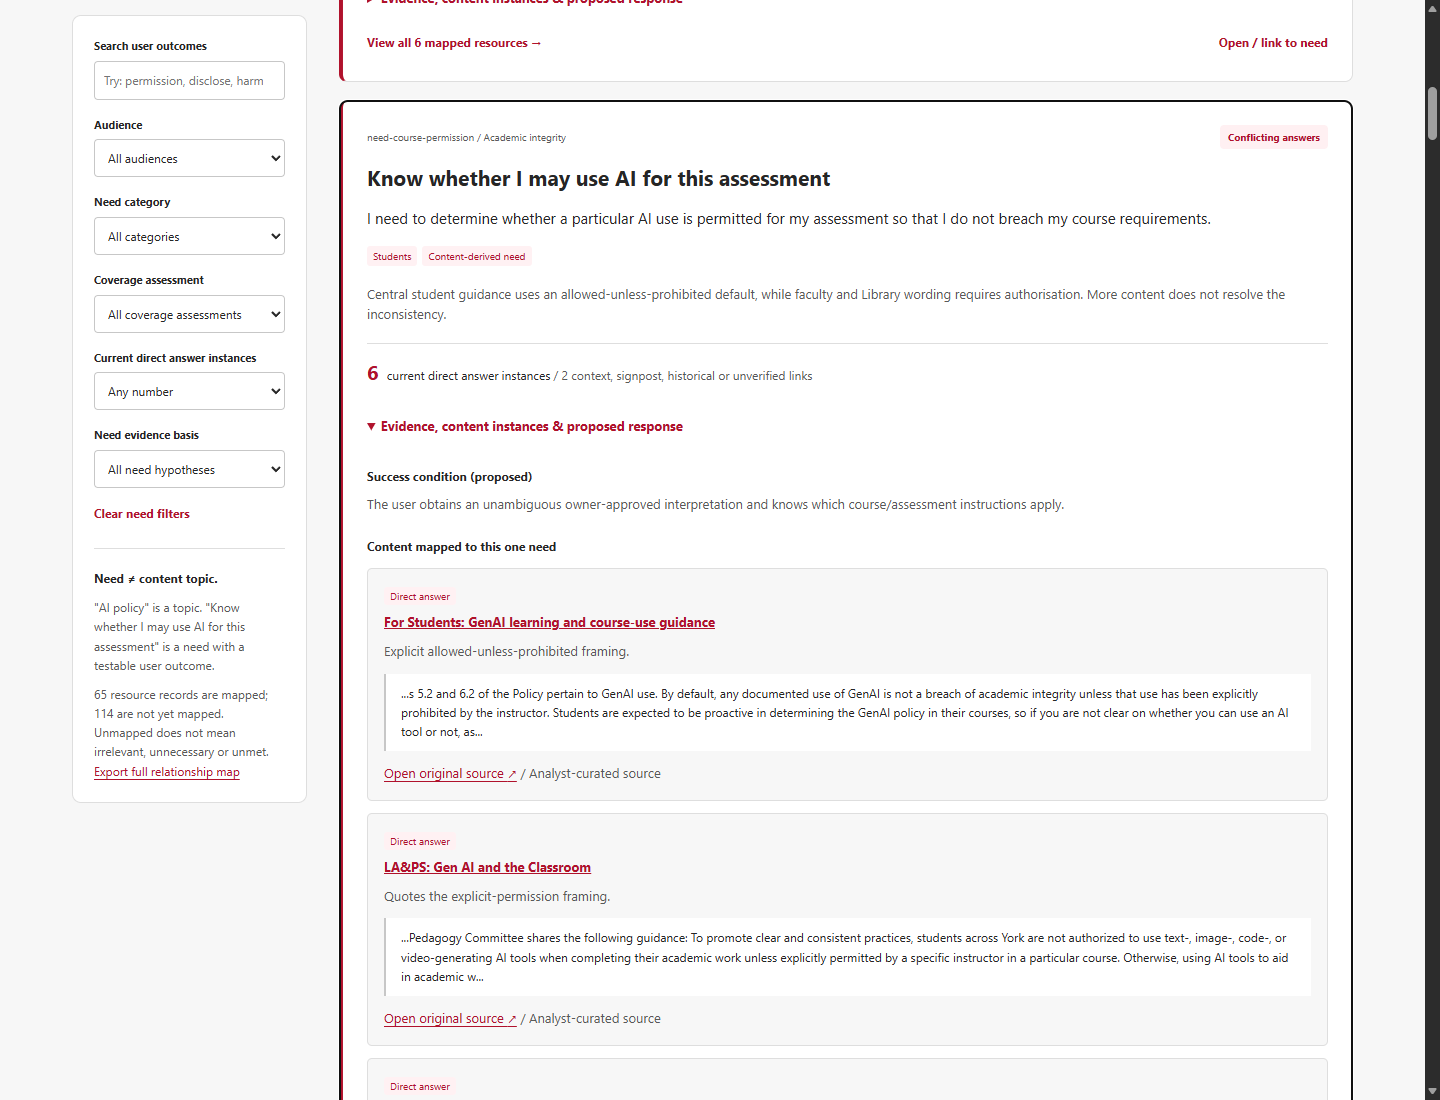 Search user outcomes
Try: permission, disclose, harm
Audience
All audiences
Need category
All categories
Coverage assessment
All coverage assessments
Current direct answer instances
Any number
Need evidence basis
All need hypotheses
Clear need filters
Need ≠ content topic.
"AI policy" is a topic. "Know
whether I may use AI for this
assessment" is a need with a
testable user outcome.
65 resource records are mapped;
114 are not yet mapped.
Unmapped does not mean
irrelevant, unnecessary or unmet.
Export full relationship map
Evidence, content instances & proposed response
View all 6 mapped resources →
Open / link to need
need-course-permission / Academic integrity
Conflicting answers
Know whether I may use AI for this assessment
I need to determine whether a particular AI use is permitted for my assessment so that I do not breach my course requirements.
Students
Content-derived need
Central student guidance uses an allowed-unless-prohibited default, while faculty and Library wording requires authorisation. More content does not resolve the
inconsistency.
6 current direct answer instances / 2 context, signpost, historical or unverified links
▼ Evidence, content instances & proposed response
Success condition (proposed)
The user obtains an unambiguous owner-approved interpretation and knows which course/assessment instructions apply.
Content mapped to this one need
Direct answer
For Students: GenAI learning and course-use guidance
Explicit allowed-unless-prohibited framing.
...s 5.2 and 6.2 of the Policy pertain to GenAI use. By default, any documented use of GenAI is not a breach of academic integrity unless that use has been explicitly
prohibited by the instructor. Students are expected to be proactive in determining the GenAI policy in their courses, so if you are not clear on whether you can use an AI
tool or not, as...
Open original source ↗ / Analyst-curated source
Direct answer
LA&PS: Gen AI and the Classroom
Quotes the explicit-permission framing.
...Pedagogy Committee shares the following guidance: To promote clear and consistent practices, students across York are not authorized to use text-, image-, code-, or
video-generating AI tools when completing their academic work unless explicitly permitted by a specific instructor in a particular course. Otherwise, using AI tools to aid
in academic w...
Open original source ↗ / Analyst-curated source
Direct answer